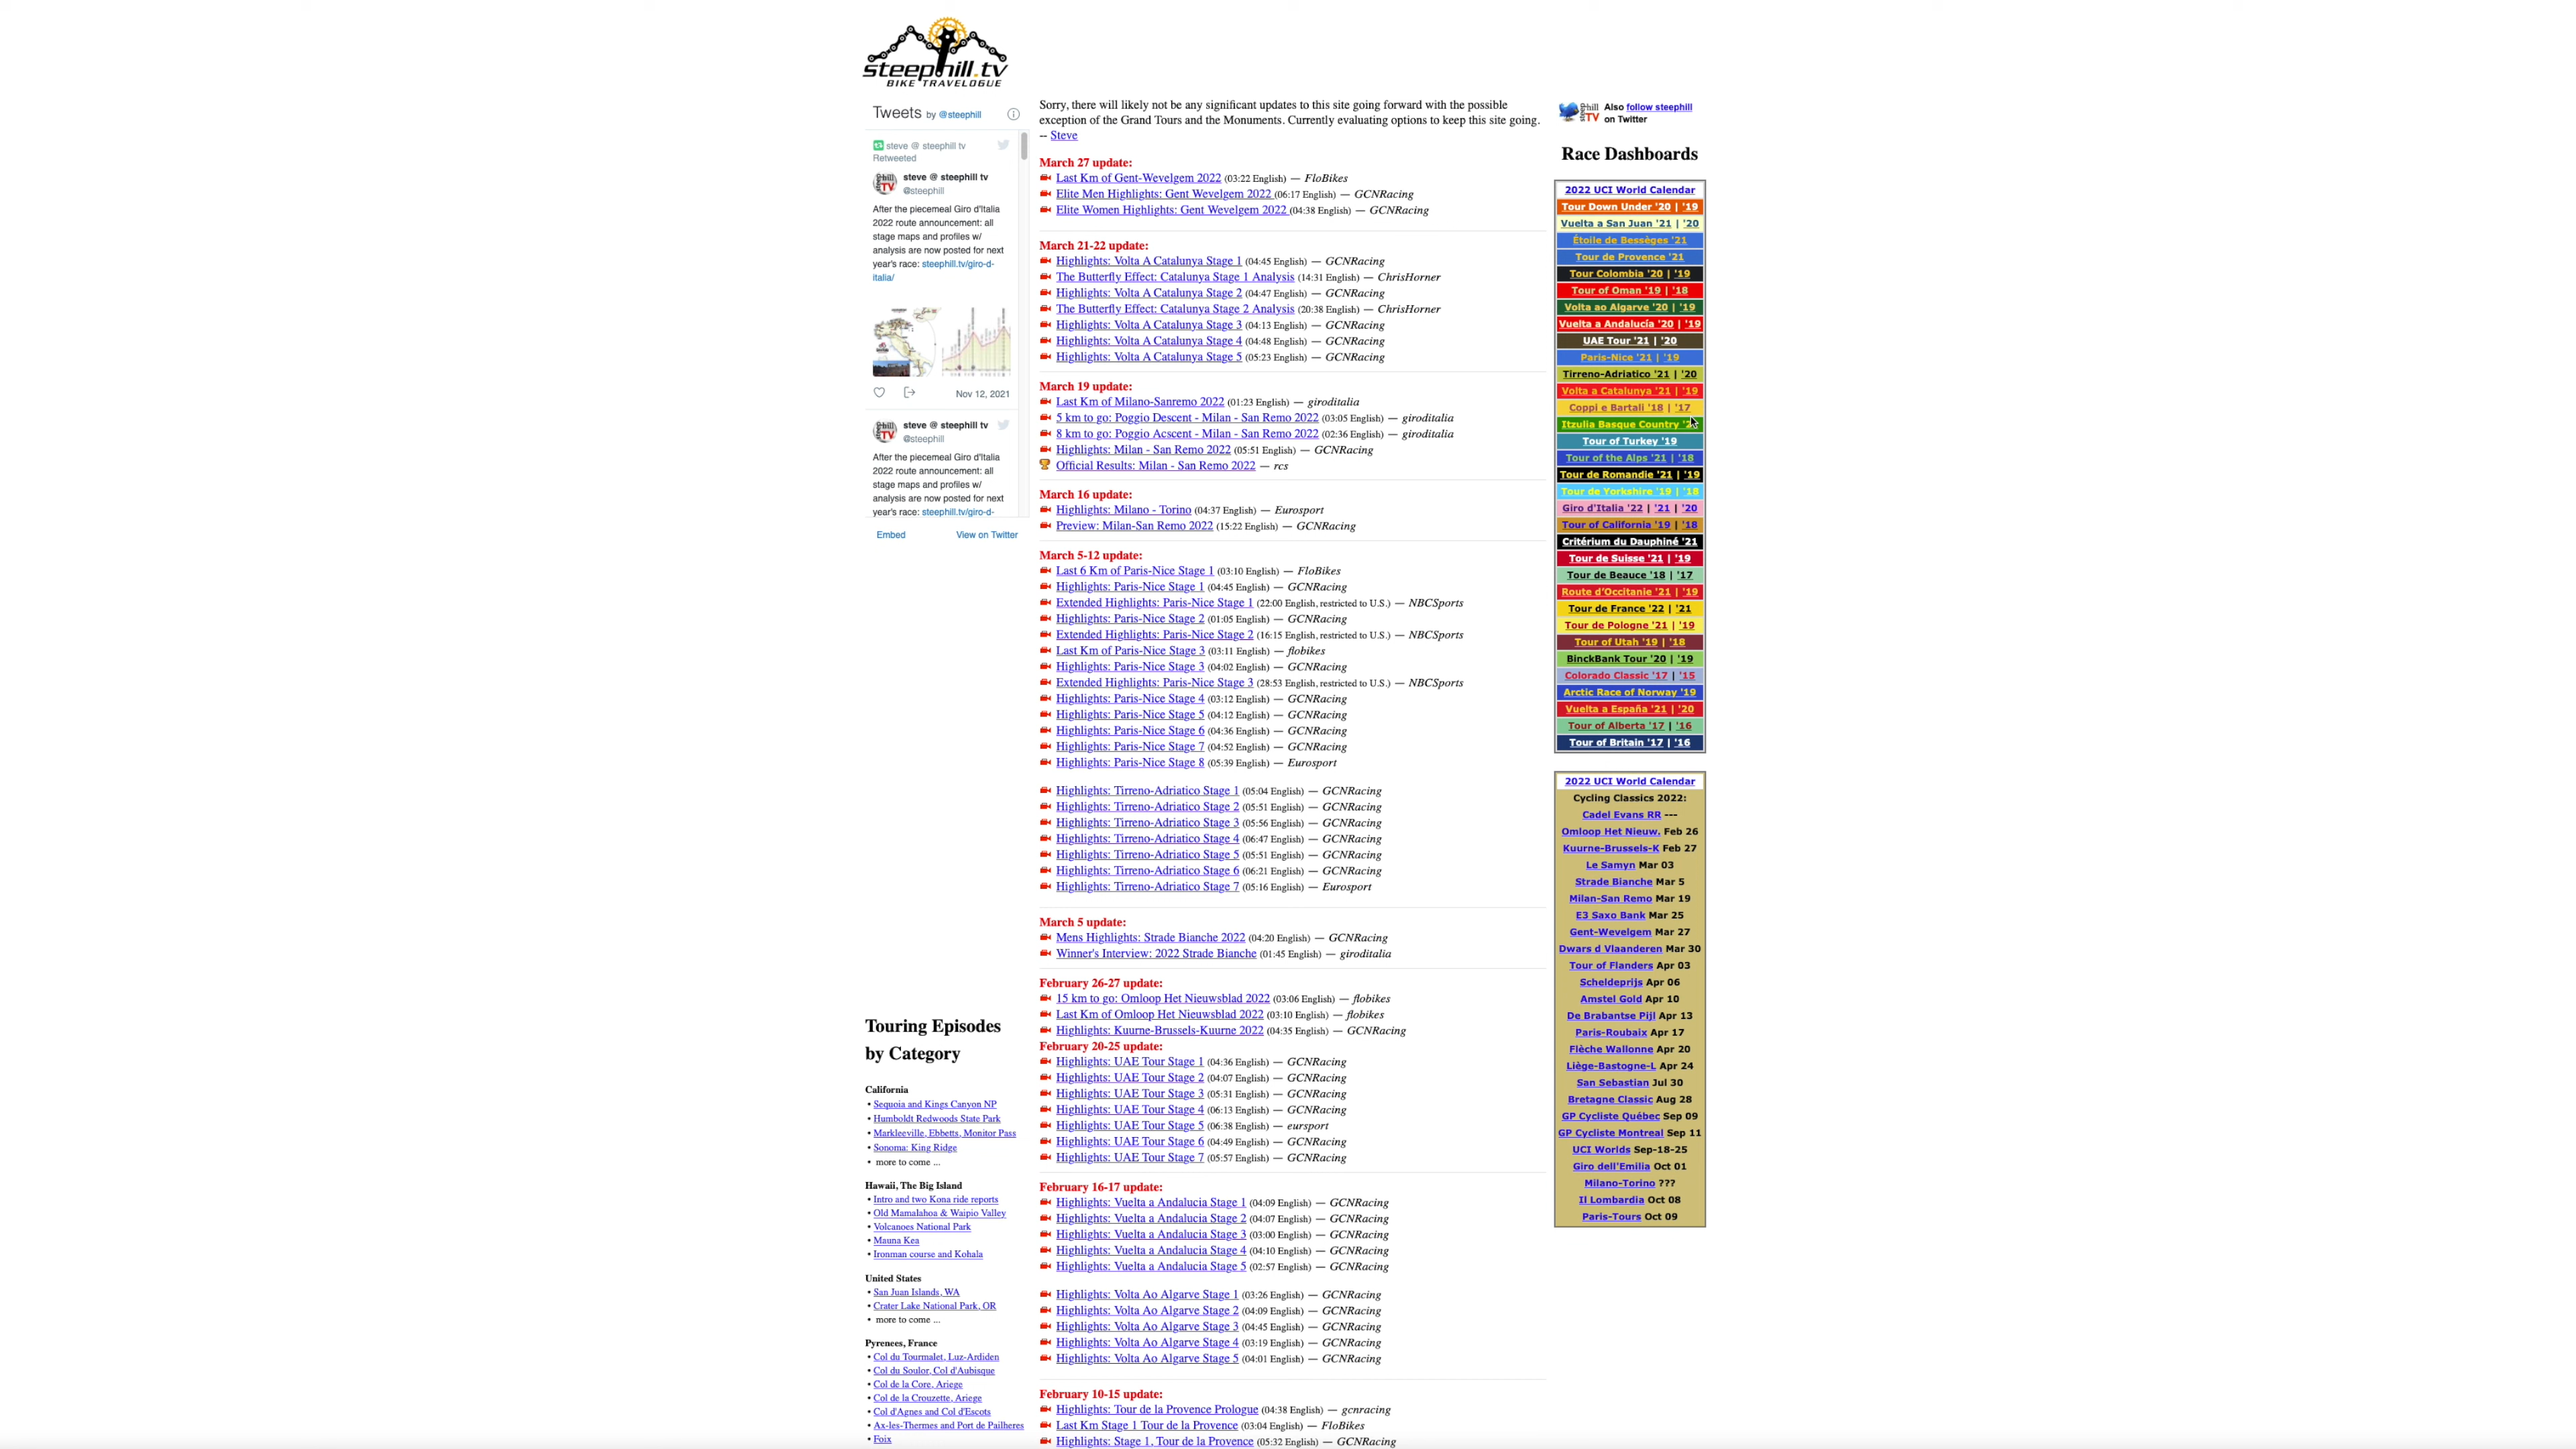 steephill.tv
BIKE TRAVELOGUE
Tweets by @steephill
steve @ steephill tv
Retweeted
steve @ steephill tv
@steephill
After the piecemeal Giro d'Italia
2022 route announcement: all
stage maps and profiles w/
analysis are now posted for next
year's race: steephill.tv/giro-d-
italia/
Nov 12, 2021
steve @ steephill tv
@steephill
After the piecemeal Giro d'Italia
2022 route announcement: all
stage maps and profiles w/
analysis are now posted for next
year's race: steephill.tv/giro-d-
Embed View on Twitter
Touring Episodes
by Category
California
• Sequoia and Kings Canyon NP
• Humboldt Redwoods State Park
• Markleeville, Ebbetts, Monitor Pass
• Sonoma: King Ridge
• more to come ...
Hawaii, The Big Island
• Intro and two Kona ride reports
• Old Mamalahoa & Waipio Valley
• Volcanoes National Park
• Mauna Kea
• Ironman course and Kohala
United States
• San Juan Islands, WA
• Crater Lake National Park, OR
• more to come ...
Pyrenees, France
• Col du Tourmalet, Luz-Ardiden
• Col du Soulor, Col d'Aubisque
• Col de la Core, Ariege
• Col de la Crouzette, Ariege
• Col d'Agnes and Col d'Escots
• Ax-les-Thermes and Port de Pailheres
• Foix
Sorry, there will likely not be any significant updates to this site going forward with the possible
exception of the Grand Tours and the Monuments. Currently evaluating options to keep this site going.
-- Steve
March 27 update:
Last Km of Gent-Wevelgem 2022 (03:22 English) — FloBikes
Elite Men Highlights: Gent Wevelgem 2022 (06:17 English) — GCNRacing
Elite Women Highlights: Gent Wevelgem 2022 (04:38 English) — GCNRacing
March 21-22 update:
Highlights: Volta A Catalunya Stage 1 (04:45 English) — GCNRacing
The Butterfly Effect: Catalunya Stage 1 Analysis (14:31 English) — ChrisHorner
Highlights: Volta A Catalunya Stage 2 (04:47 English) — GCNRacing
The Butterfly Effect: Catalunya Stage 2 Analysis (20:38 English) — ChrisHorner
Highlights: Volta A Catalunya Stage 3 (04:13 English) — GCNRacing
Highlights: Volta A Catalunya Stage 4 (04:48 English) — GCNRacing
Highlights: Volta A Catalunya Stage 5 (05:23 English) — GCNRacing
March 19 update:
Last Km of Milano-Sanremo 2022 (01:23 English) — giroditalia
5 km to go: Poggio Descent - Milan - San Remo 2022 (03:05 English) — giroditalia
8 km to go: Poggio Acscent - Milan - San Remo 2022 (02:36 English) — giroditalia
Highlights: Milan - San Remo 2022 (05:51 English) — GCNRacing
Official Results: Milan - San Remo 2022 — rcs
March 16 update:
Highlights: Milano - Torino (04:37 English) — Eurosport
Preview: Milan-San Remo 2022 (15:22 English) — GCNRacing
March 5-12 update:
Last 6 Km of Paris-Nice Stage 1 (03:10 English) — FloBikes
Highlights: Paris-Nice Stage 1 (04:45 English) — GCNRacing
Extended Highlights: Paris-Nice Stage 1 (22:00 English, restricted to U.S.) — NBCSports
Highlights: Paris-Nice Stage 2 (01:05 English) — GCNRacing
Extended Highlights: Paris-Nice Stage 2 (16:15 English, restricted to U.S.) — NBCSports
Last Km of Paris-Nice Stage 3 (03:11 English) — flobikes
Highlights: Paris-Nice Stage 3 (04:02 English) — GCNRacing
Extended Highlights: Paris-Nice Stage 3 (28:53 English, restricted to U.S.) — NBCSports
Highlights: Paris-Nice Stage 4 (03:12 English) — GCNRacing
Highlights: Paris-Nice Stage 5 (04:12 English) — GCNRacing
Highlights: Paris-Nice Stage 6 (04:36 English) — GCNRacing
Highlights: Paris-Nice Stage 7 (04:52 English) — GCNRacing
Highlights: Paris-Nice Stage 8 (05:39 English) — Eurosport
Highlights: Tirreno-Adriatico Stage 1 (05:04 English) — GCNRacing
Highlights: Tirreno-Adriatico Stage 2 (05:51 English) — GCNRacing
Highlights: Tirreno-Adriatico Stage 3 (05:56 English) — GCNRacing
Highlights: Tirreno-Adriatico Stage 4 (06:47 English) — GCNRacing
Highlights: Tirreno-Adriatico Stage 5 (05:51 English) — GCNRacing
Highlights: Tirreno-Adriatico Stage 6 (06:21 English) — GCNRacing
Highlights: Tirreno-Adriatico Stage 7 (05:16 English) — Eurosport
March 5 update:
Mens Highlights: Strade Bianche 2022 (04:20 English) — GCNRacing
Winner's Interview: 2022 Strade Bianche (01:45 English) — giroditalia
February 26-27 update:
15 km to go: Omloop Het Nieuwsblad 2022 (03:06 English) — flobikes
Last Km of Omloop Het Nieuwsblad 2022 (03:10 English) — flobikes
Highlights: Kuurne-Brussels-Kuurne 2022 (04:35 English) — GCNRacing
February 20-25 update:
Highlights: UAE Tour Stage 1 (04:36 English) — GCNRacing
Highlights: UAE Tour Stage 2 (04:07 English) — GCNRacing
Highlights: UAE Tour Stage 3 (05:31 English) — GCNRacing
Highlights: UAE Tour Stage 4 (06:13 English) — GCNRacing
Highlights: UAE Tour Stage 5 (06:38 English) — eursport
Highlights: UAE Tour Stage 6 (04:49 English) — GCNRacing
Highlights: UAE Tour Stage 7 (05:57 English) — GCNRacing
February 16-17 update:
Highlights: Vuelta a Andalucia Stage 1 (04:09 English) — GCNRacing
Highlights: Vuelta a Andalucia Stage 2 (04:07 English) — GCNRacing
Highlights: Vuelta a Andalucia Stage 3 (03:00 English) — GCNRacing
Highlights: Vuelta a Andalucia Stage 4 (04:10 English) — GCNRacing
Highlights: Vuelta a Andalucia Stage 5 (02:57 English) — GCNRacing
Highlights: Volta Ao Algarve Stage 1 (03:26 English) — GCNRacing
Highlights: Volta Ao Algarve Stage 2 (04:09 English) — GCNRacing
Highlights: Volta Ao Algarve Stage 3 (04:45 English) — GCNRacing
Highlights: Volta Ao Algarve Stage 4 (03:19 English) — GCNRacing
Highlights: Volta Ao Algarve Stage 5 (04:01 English) — GCNRacing
February 10-15 update:
Highlights: Tour de la Provence Prologue (04:38 English) — gcnracing
Last Km Stage 1 Tour de la Provence (03:04 English) — FloBikes
Highlights: Stage 1, Tour de la Provence (05:32 English) — GCNRacing
Also follow steephill
on Twitter
Race Dashboards
2022 UCI World Calendar
Tour Down Under '20 | '19
Vuelta a San Juan '21 | '20
Étoile de Bessèges '21
Tour de Provence '21
Tour Colombia '20 | '19
Tour of Oman '19 | '18
Volta ao Algarve '20 | '19
Vuelta a Andalucía '20 | '19
UAE Tour '21 | '20
Paris-Nice '21 | '19
Tirreno-Adriatico '21 | '20
Volta a Catalunya '21 | '19
Coppi e Bartali '18 | '17
Itzulia Basque Country
Tour of Turkey '19
Tour of the Alps '21 | '18
Tour de Romandie '21 | '19
Tour de Yorkshire '19 | '18
Giro d'Italia '22 | '21 | '20
Tour of California '19 | '18
Critérium du Dauphiné '21
Tour de Suisse '21 | '19
Tour de Beauce '18 | '17
Route d'Occitanie '21 | '19
Tour de France '22 | '21
Tour de Pologne '21 | '19
Tour of Utah '19 | '18
BinckBank Tour '20 | '19
Colorado Classic '17 | '15
Arctic Race of Norway '19
Vuelta a España '21 | '20
Tour of Alberta '17 | '16
Tour of Britain '17 | '16
2022 UCI World Calendar
Cycling Classics 2022:
Cadel Evans RR ---
Omloop Het Nieuw. Feb 26
Kuurne-Brussels-K Feb 27
Le Samyn Mar 03
Strade Bianche Mar 5
Milan-San Remo Mar 19
E3 Saxo Bank Mar 25
Gent-Wevelgem Mar 27
Dwars d Vlaanderen Mar 30
Tour of Flanders Apr 03
Scheldeprijs Apr 06
Amstel Gold Apr 10
De Brabantse Pijl Apr 13
Paris-Roubaix Apr 17
Flèche Wallonne Apr 20
Liège-Bastogne-L Apr 24
San Sebastian Jul 30
Bretagne Classic Aug 28
GP Cycliste Québec Sep 09
GP Cycliste Montreal Sep 11
UCI Worlds Sep-18-25
Giro dell'Emilia Oct 01
Milano-Torino ???
Il Lombardia Oct 08
Paris-Tours Oct 09